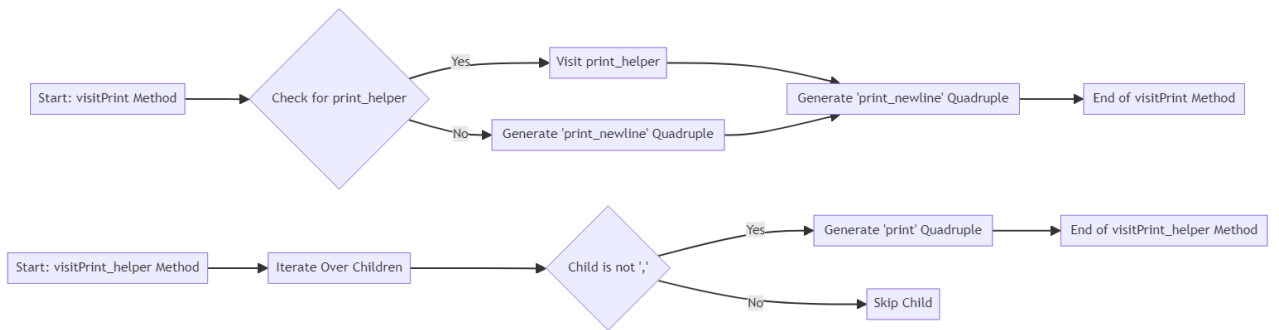 Start: visitPrint Method
Check for print_helper
Yes
Visit print_helper
No
Generate 'print_newline' Quadruple
Generate 'print_newline' Quadruple
End of visitPrint Method
Start: visitPrint_helper Method
Iterate Over Children
Child is not ','
Yes
Generate 'print' Quadruple
End of visitPrint_helper Method
No
Skip Child